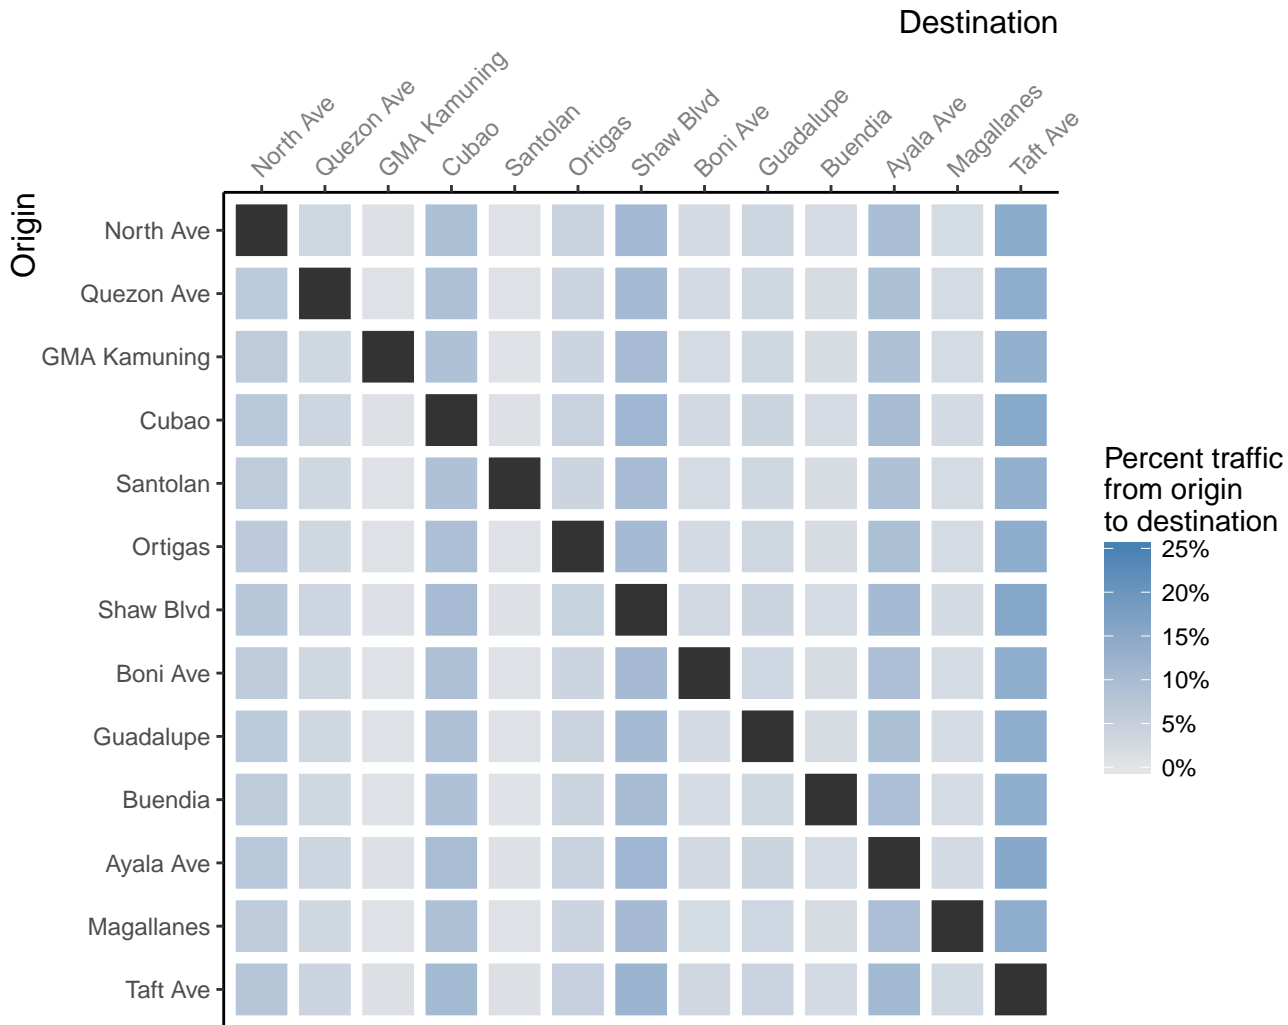 Destination
North Ave
Quezon Ave
GMA Kamuning
Cubao
Santolan
Ortigas
Shaw Blvd
Boni Ave
Guadalupe
Buendia
Ayala Ave
Magallanes
Taft Ave
Origin
North Ave
Quezon Ave
GMA Kamuning
Cubao
Santolan
Ortigas
Shaw Blvd
Boni Ave
Guadalupe
Buendia
Ayala Ave
Magallanes
Taft Ave
Percent traffic
from origin
to destination
25%
20%
15%
10%
5%
0%